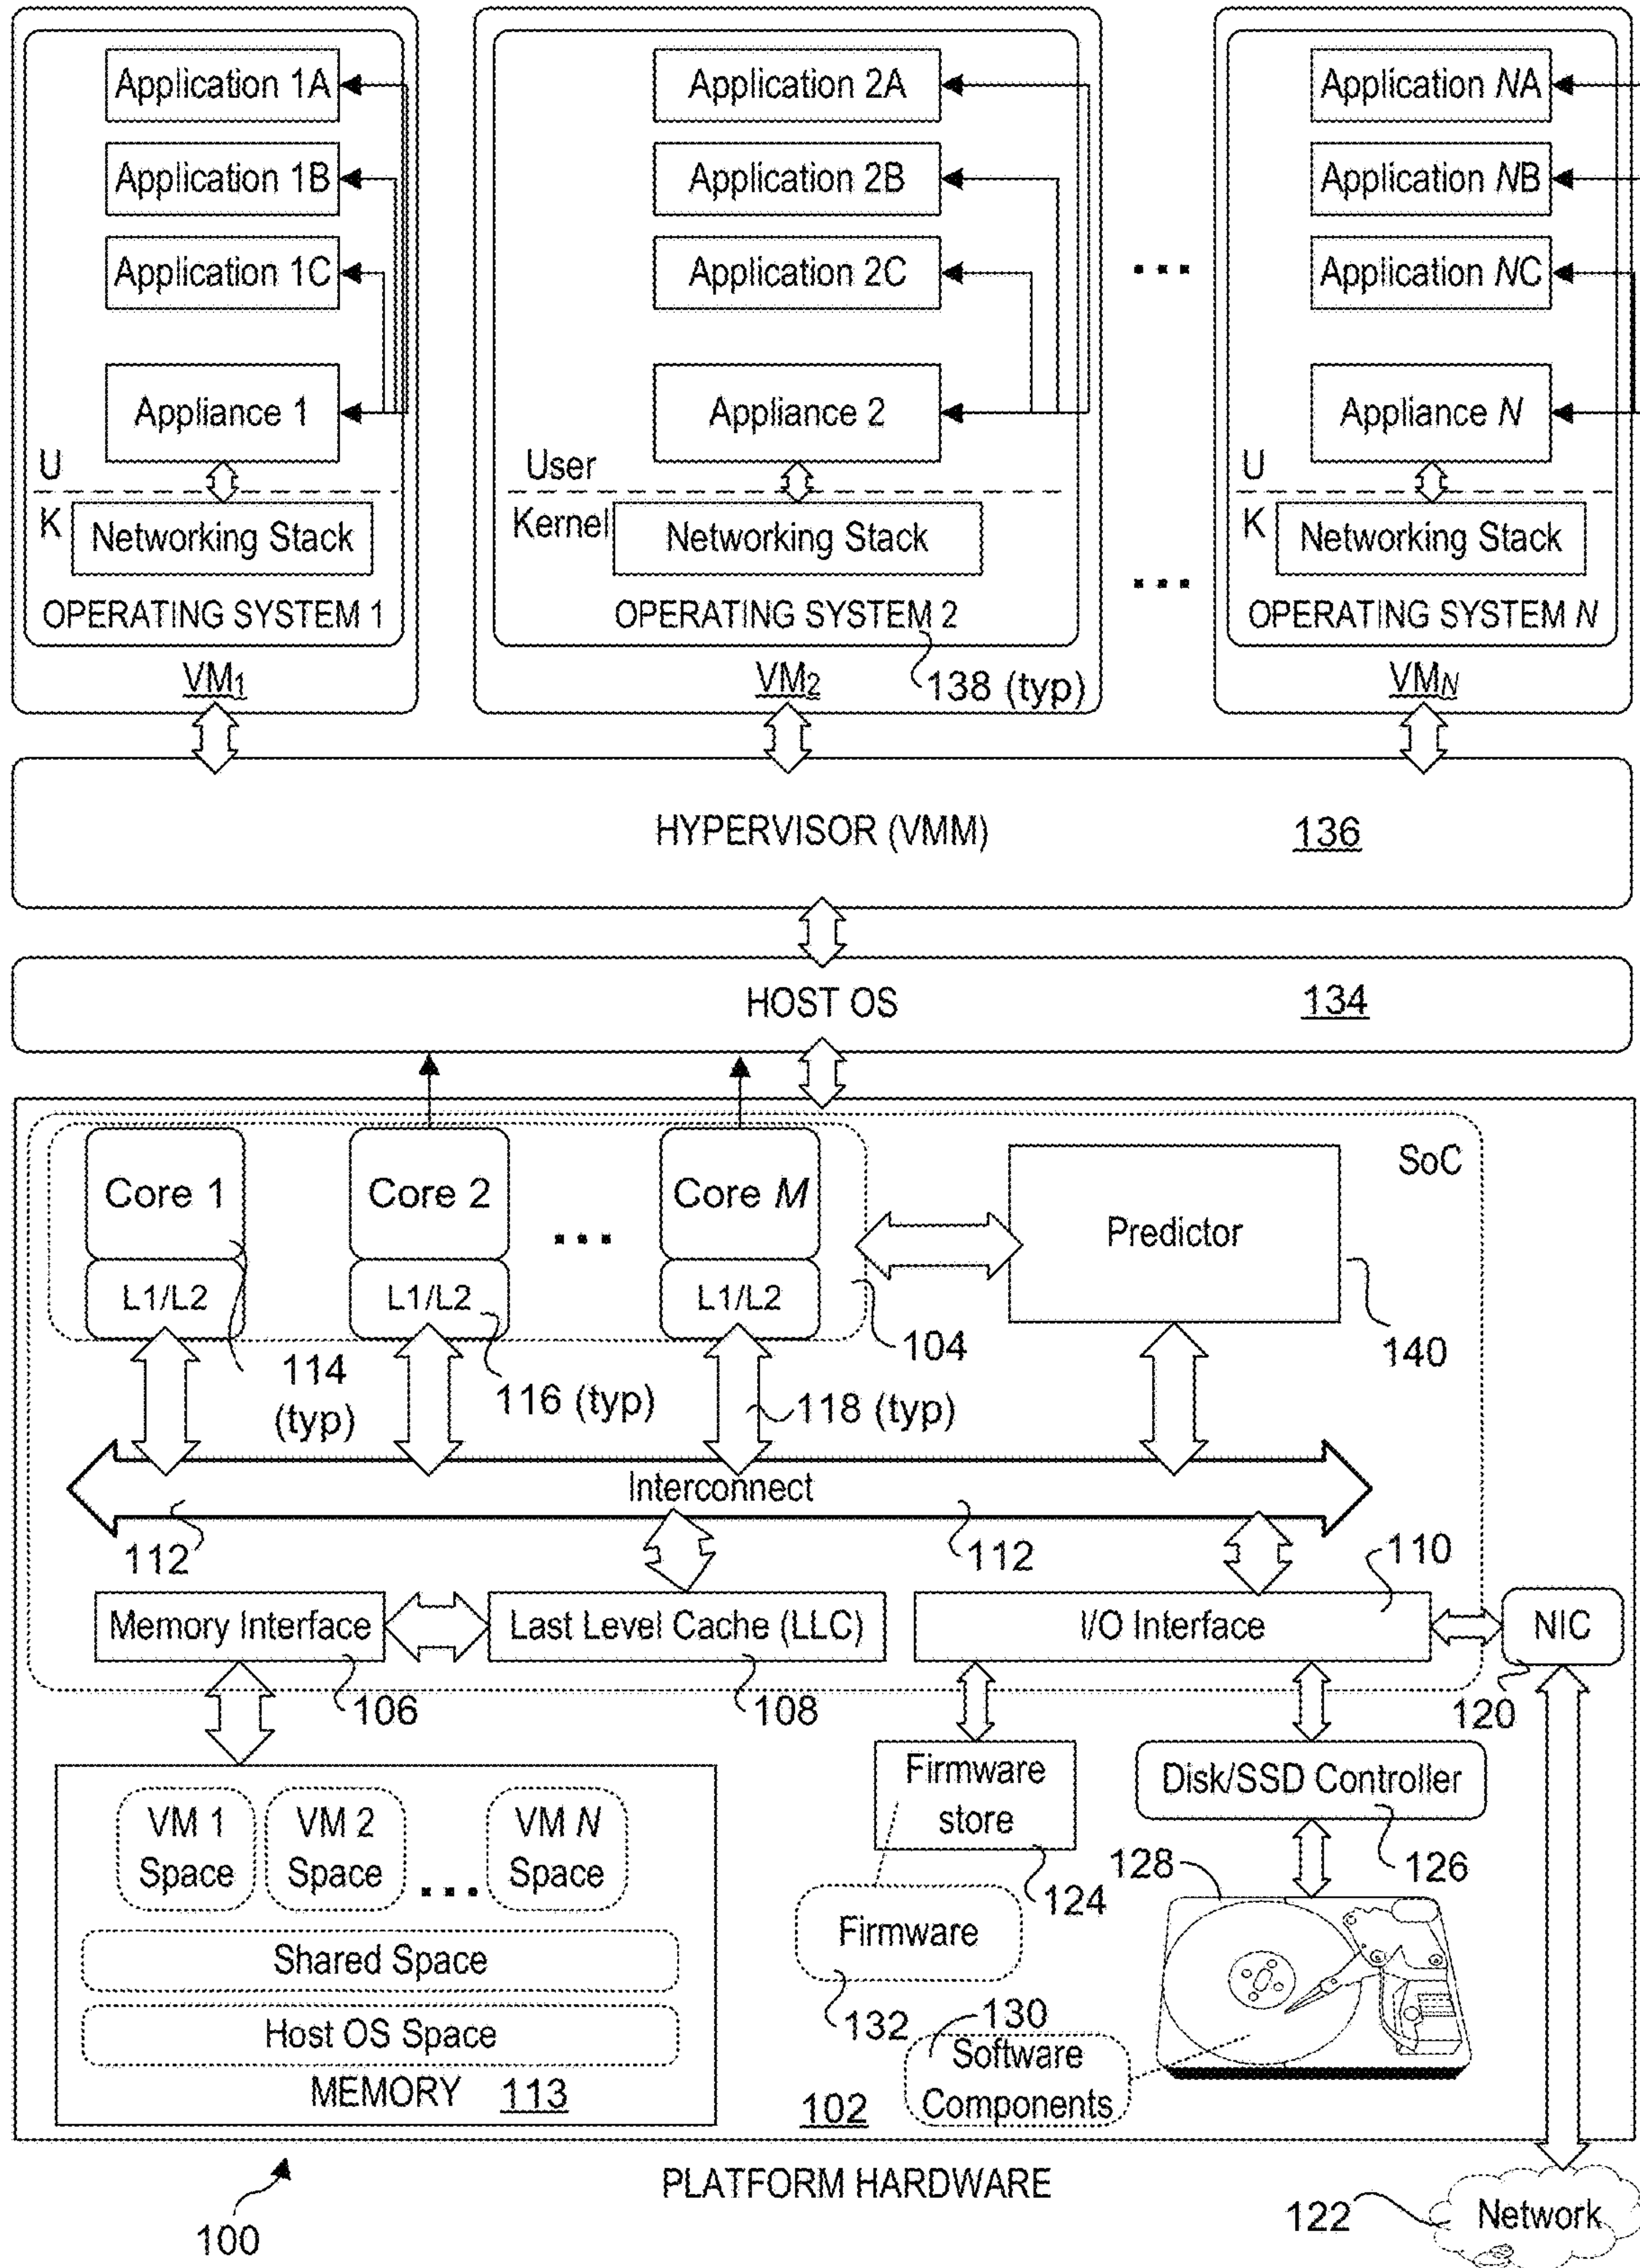 Application 1A
Application 1B
Application 1C
Appliance 1
U
K
Networking Stack
OPERATING SYSTEM 1
VM1
Application 2A
Application 2B
Application 2C
Appliance 2
User
Kernel
Networking Stack
OPERATING SYSTEM 2
VM2
138 (typ)
...
...
Application NA
Application NB
Application NC
Appliance N
U
K
Networking Stack
OPERATING SYSTEM N
VMN
HYPERVISOR (VMM)
136
HOST OS
134
Core 1
L1/L2
Core 2
L1/L2
...
Core M
L1/L2
Predictor
SoC
104
140
114
(typ)
116 (typ)
118 (typ)
Interconnect
112
112
110
Memory Interface
Last Level Cache (LLC)
I/O Interface
NIC
106
108
120
VM 1
Space
VM 2
Space
...
VM N
Space
Shared Space
Host OS Space
MEMORY 113
Firmware
store
124
Disk/SSD Controller
126
128
Firmware
132
130
Software
Components
102
PLATFORM HARDWARE
100
122
Network